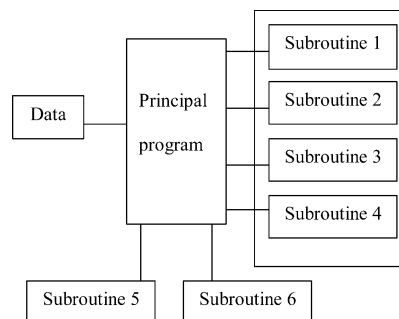 Data
Principal
program
Subroutine 1
Subroutine 2
Subroutine 3
Subroutine 4
Subroutine 5
Subroutine 6